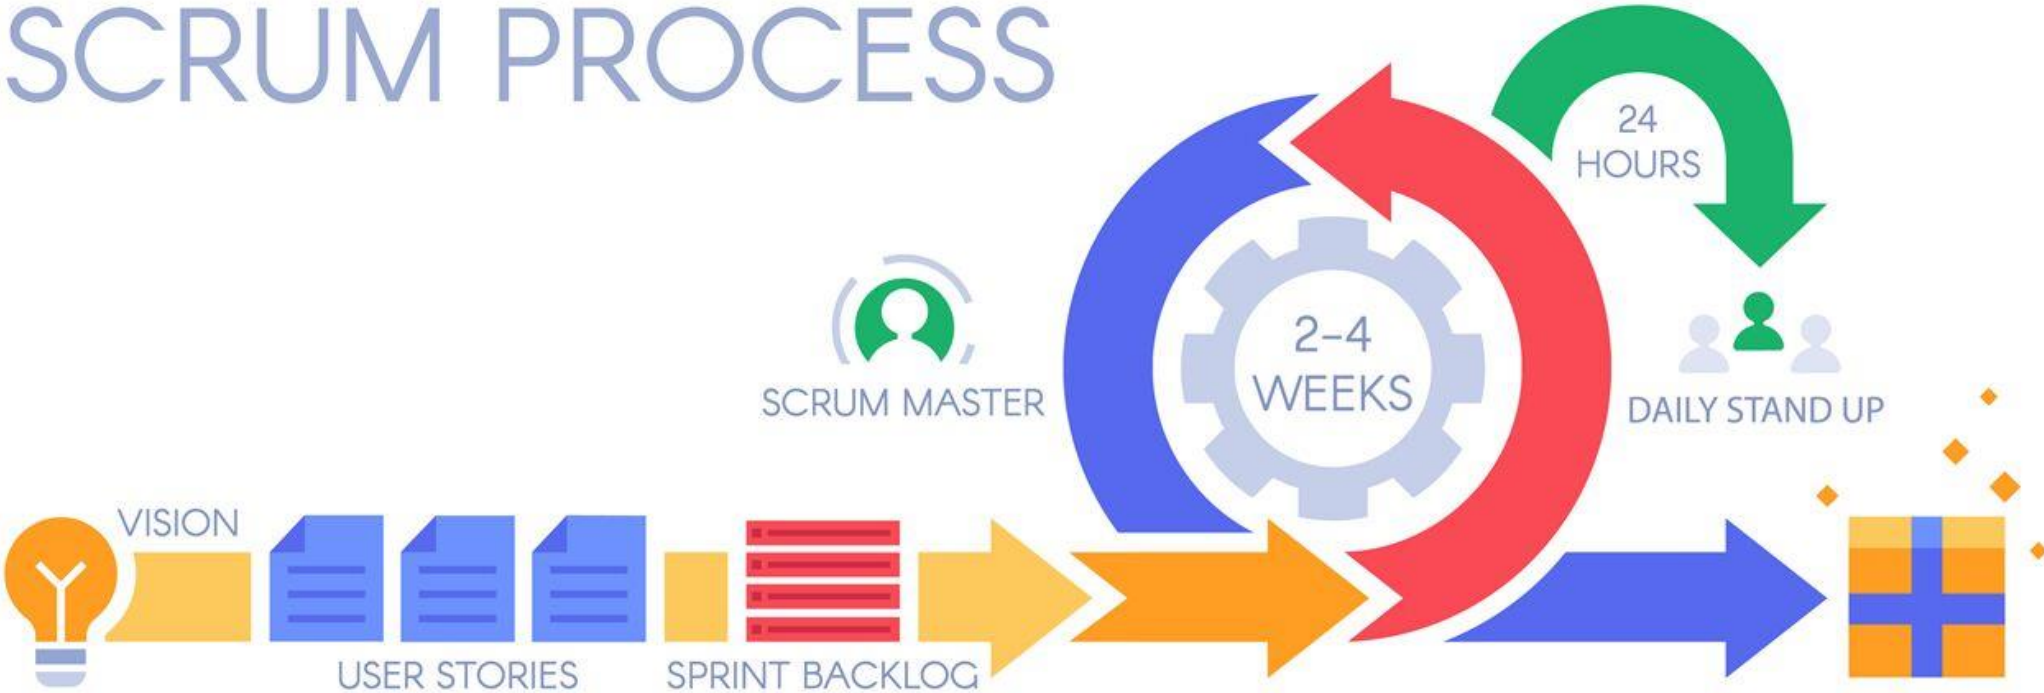 SCRUM PROCESS
24
HOURS
2-4
WEEKS
SCRUM MASTER
DAILY STAND UP
VISION
USER STORIES
SPRINT BACKLOG